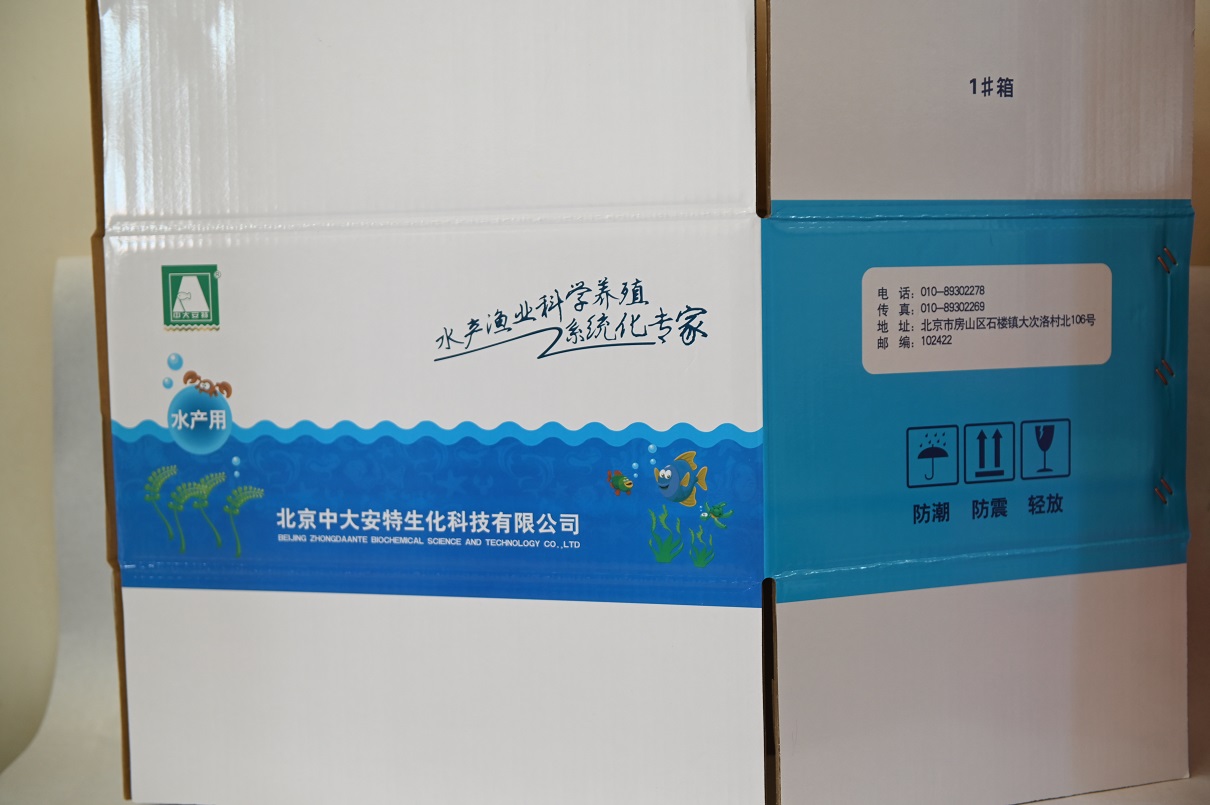 1#箱
中大安特
®
水产渔业科学养殖
系统化专家
水产用
北京中大安特生化科技有限公司
BEIJING ZHONGDAANTE BIOCHEMICAL SCIENCE AND TECHNOLOGY CO.,LTD
电 话：010—89302278
传 真：010—89302269
地 址：北京市房山区石楼镇大次洛村北106号
邮 编：102422
防潮 防震 轻放